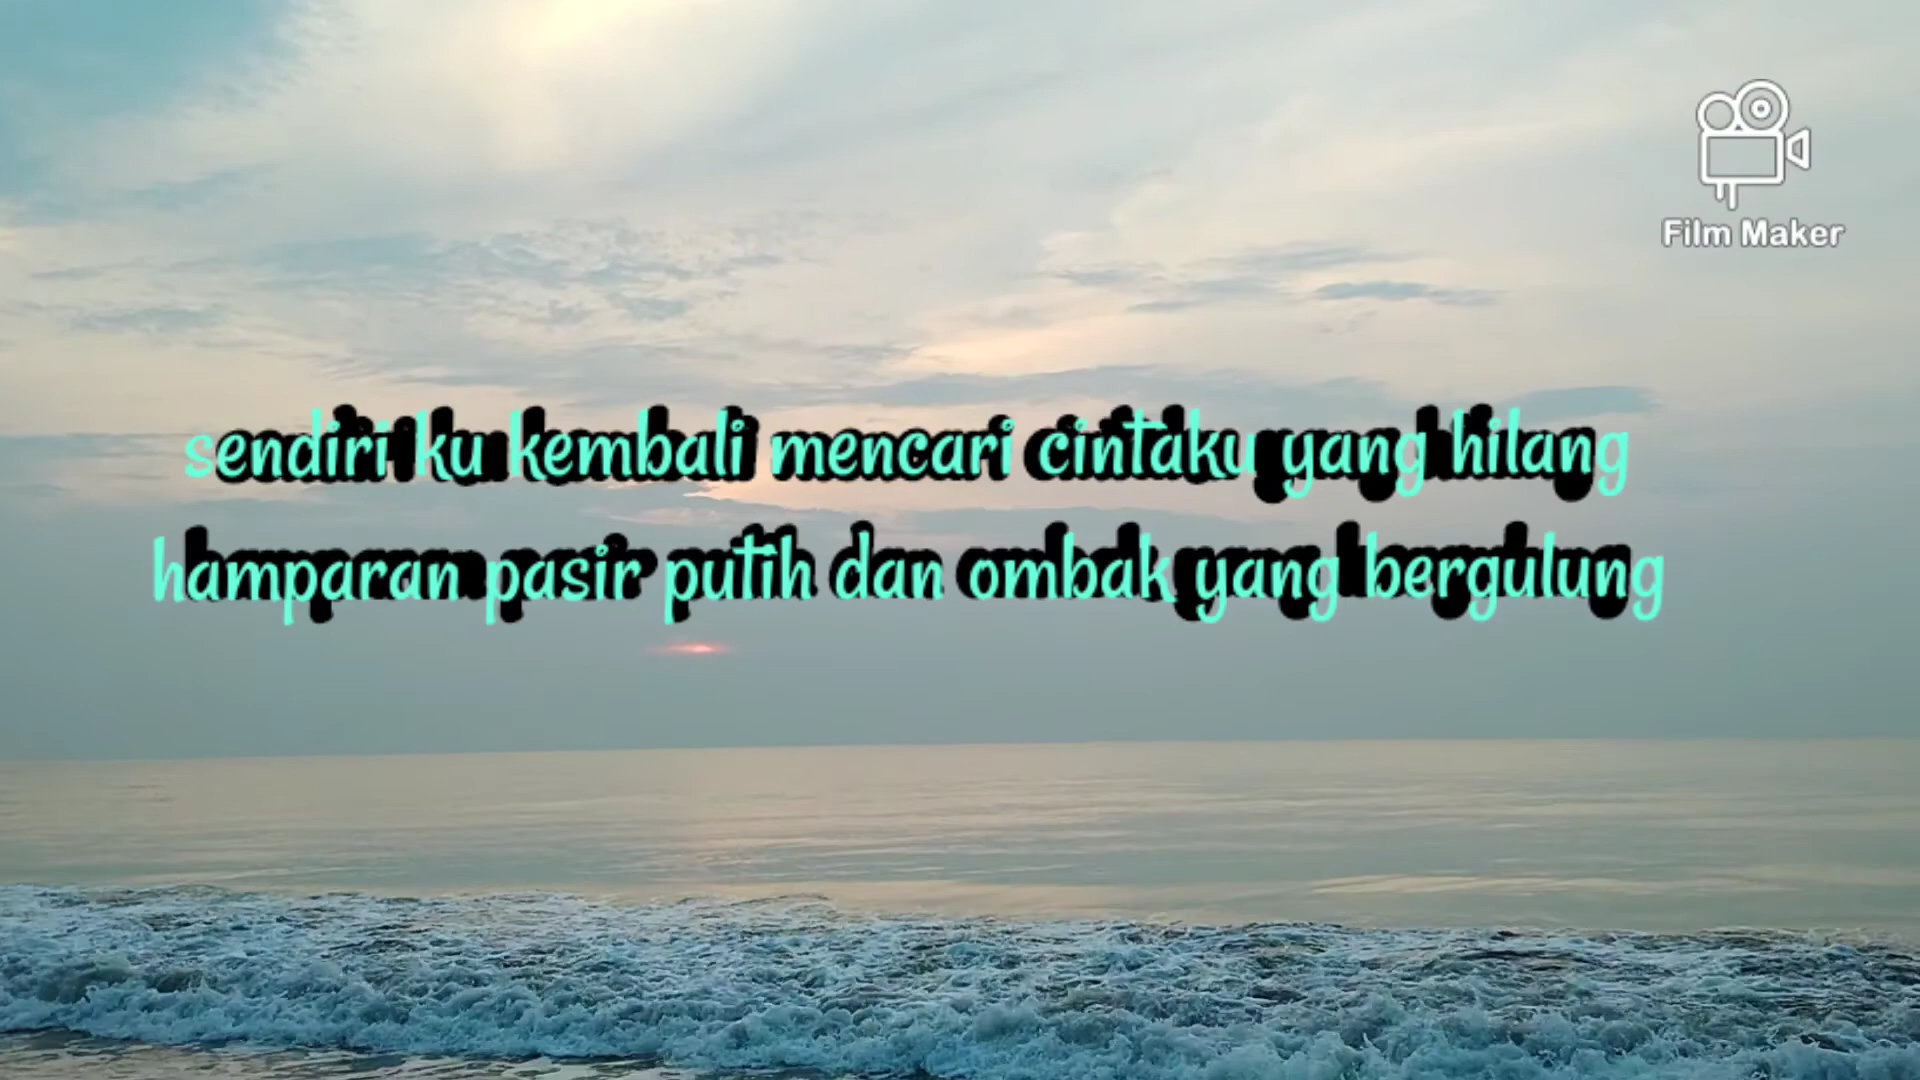 Film Maker
sendiri ku kembali mencari cintaku yang hilang
hamparan pasir putih dan ombak yang bergulung